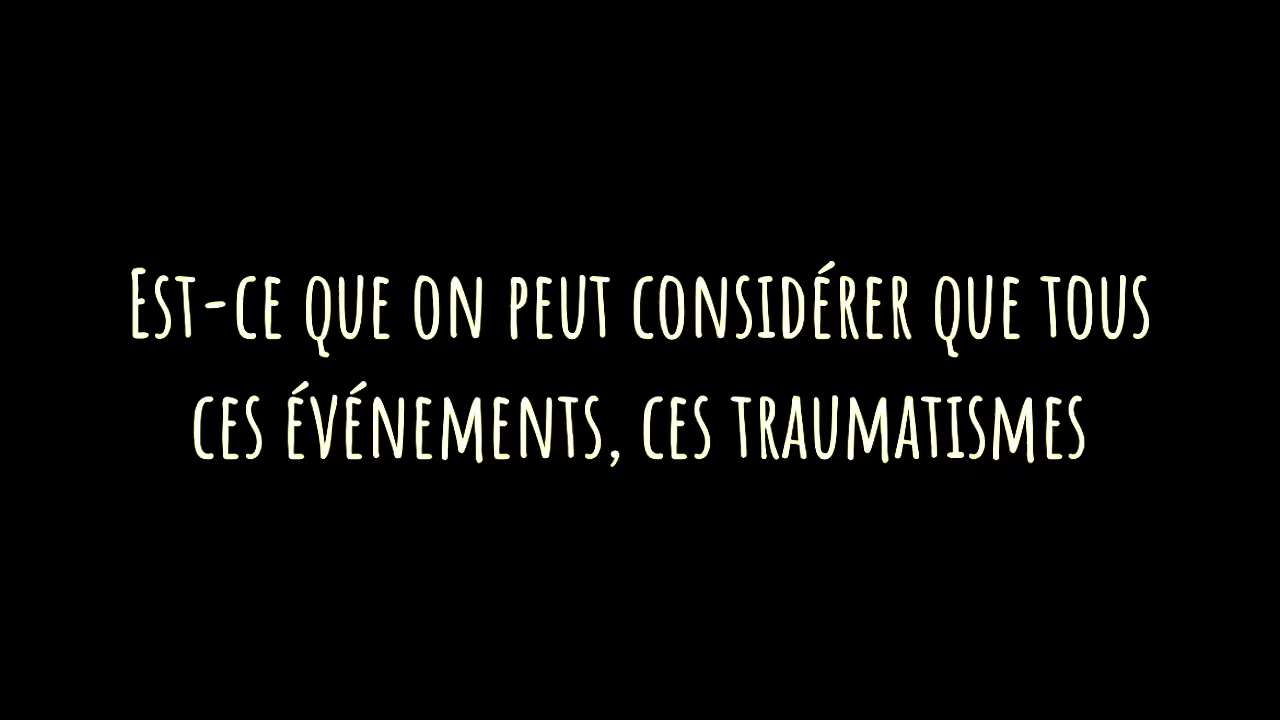 Est-ce que on peut considérer que tous
ces événements, ces traumatismes